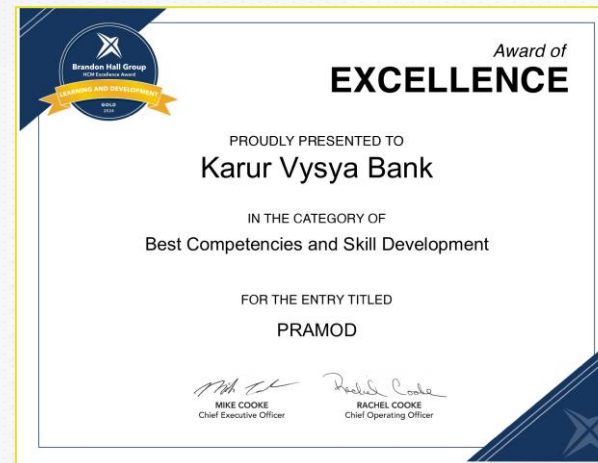 Brandon Hall Group
HCM Excellence Award
LEARNING AND DEVELOPMENT
GOLD
2024
Award of
EXCELLENCE
PROUDLY PRESENTED TO
Karur Vysya Bank
IN THE CATEGORY OF
Best Competencies and Skill Development
FOR THE ENTRY TITLED
PRAMOD
MIKE COOKE
Chief Executive Officer
Rachel Cooke
RACHEL COOKE
Chief Operating Officer